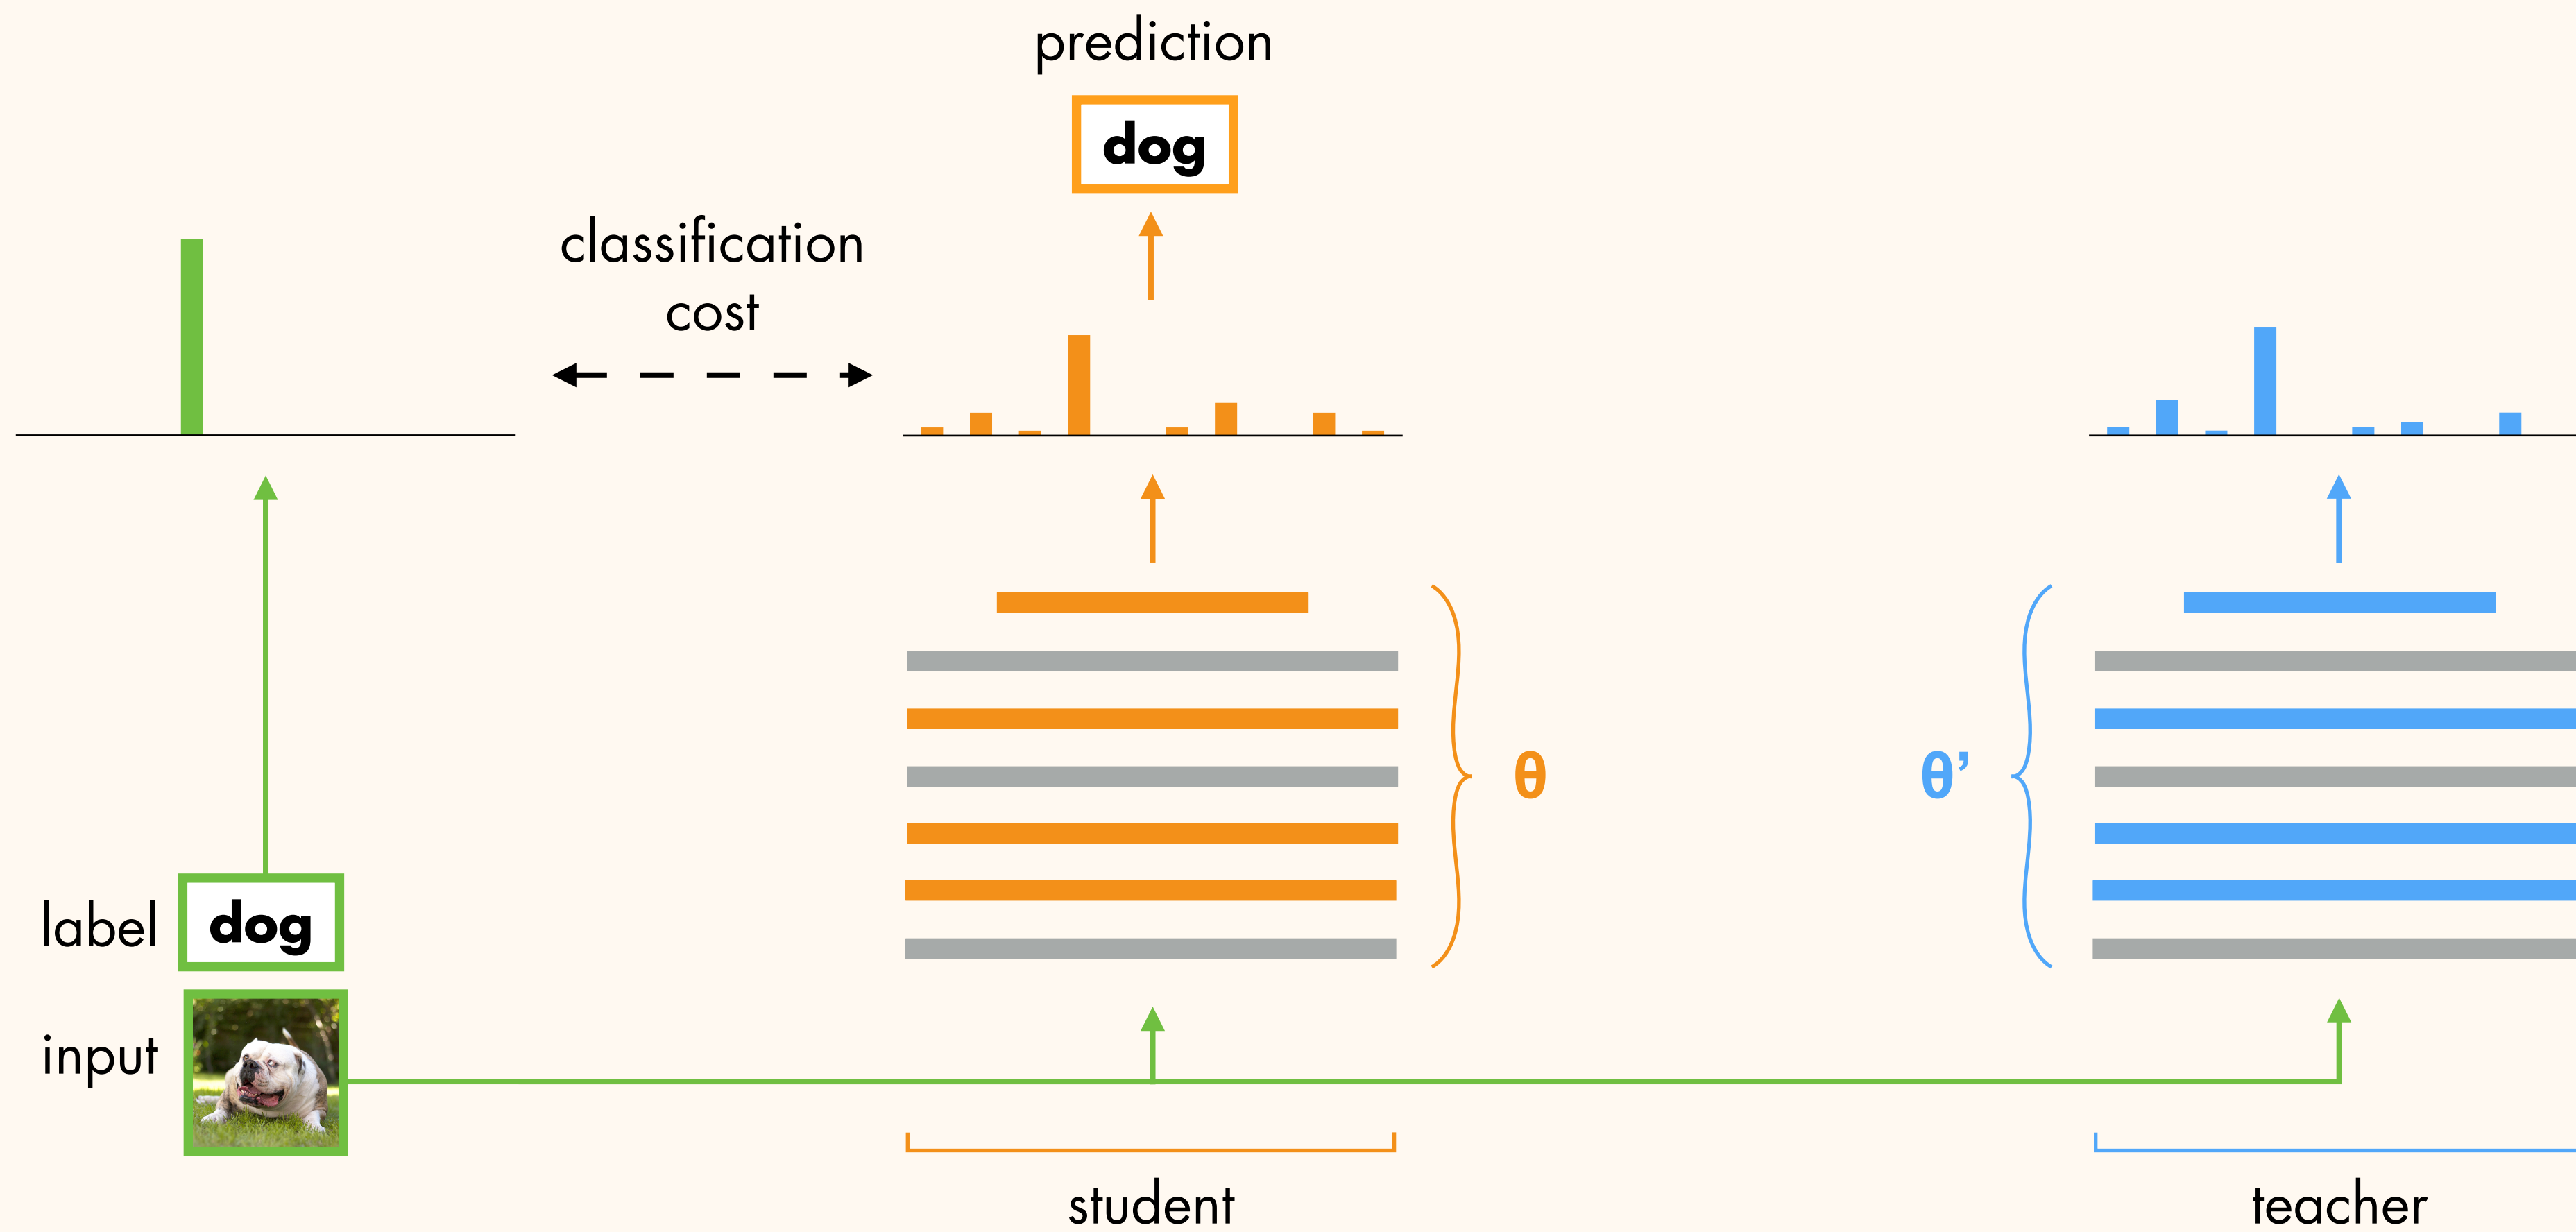 prediction
dog
classification
cost
θ
θ’
label
dog
input
student
teacher